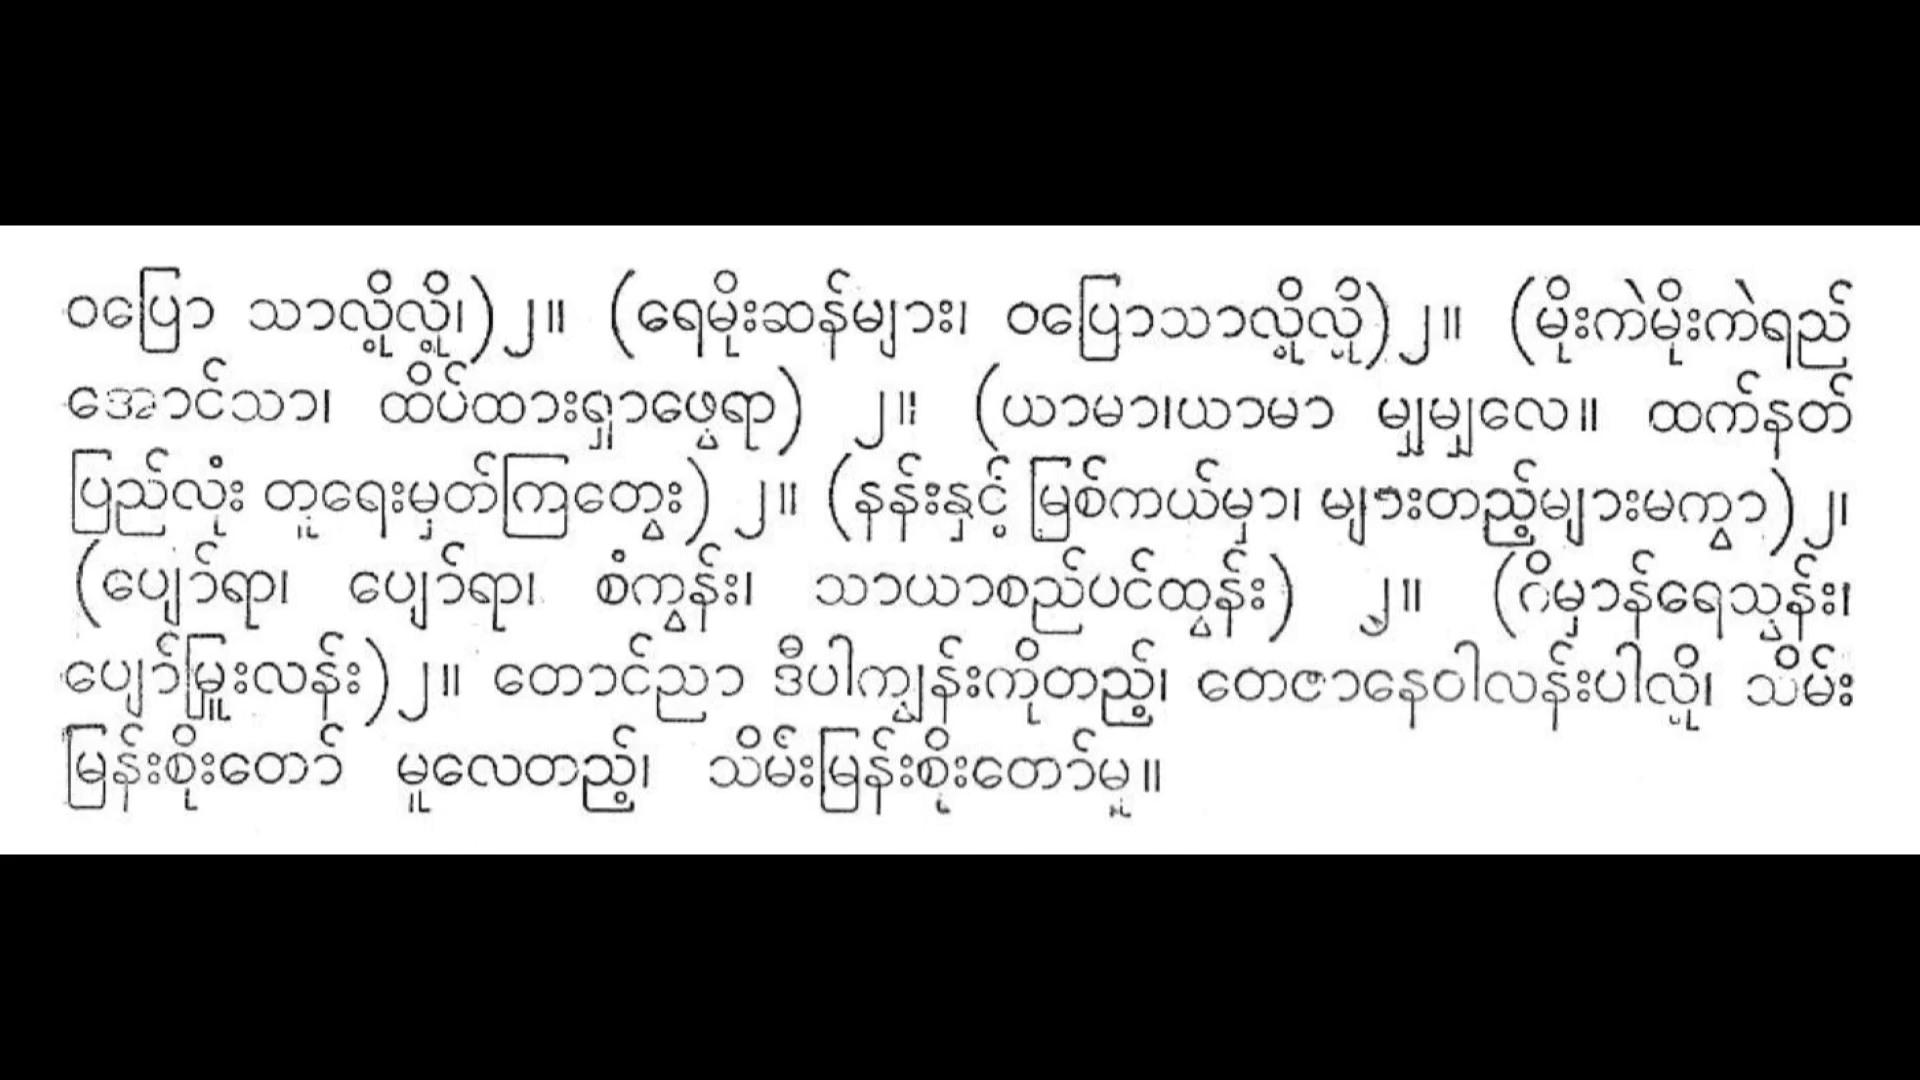 ဝပြော သာလို့လို့၊)၂။ (ရေမိုးဆန်များ၊ ဝပြောသာလို့လို)၂။ (မိုးကဲမိုးကဲရည်
အောင်သာ၊ ထိပ်ထားရှာဖွေရာ) ၂။ (ယာမာ၊ယာမာ မျှမျှလေ။ ထက်နတ်
ပြည်လုံး တူရေးမှတ်ကြတွေး) ၂။ (နန်းနှင့် မြစ်ကယ်မှာ၊ များတည့်များမကွာ)၂၊
(ပျော်ရာ၊ ပျော်ရာ၊ စံကွန်း၊ သာယာစည်ပင်ထွန်း) ၂။ (ဂိမှာန်ရေသွန်း၊
ပျော်မြူးလန်း)၂။ တောင်ညာ ဒီပါကျွန်းကိုတည့်၊ တေဇာနေဝါလန်းပါလို၊ သိမ်း
မြန်းစိုးတော် မူလေတည့်၊ သိမ်းမြန်းစိုးတော်မူ။